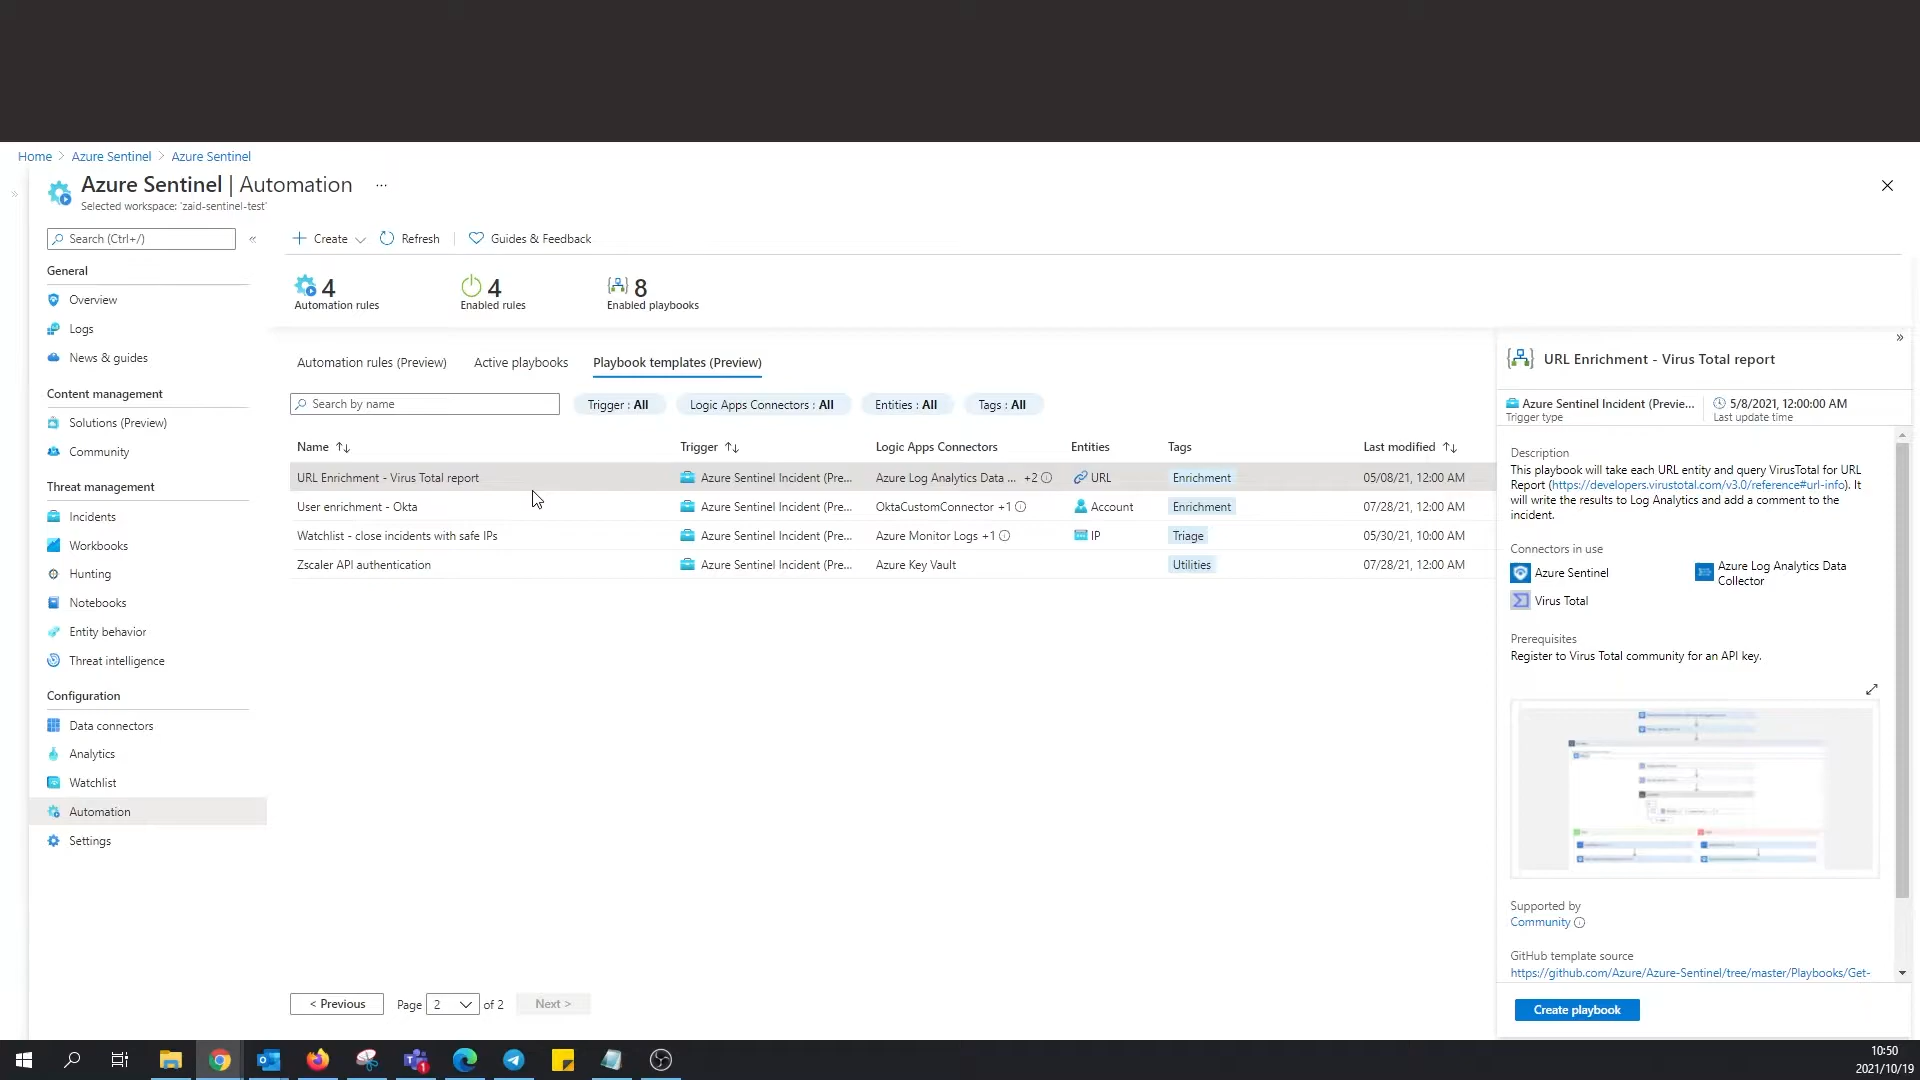 Home > Azure Sentinel > Azure Sentinel
Azure Sentinel | Automation ...
Selected workspace: 'zaid-sentinel-test'
Search (Ctrl+/)
«
General
Overview
Logs
News & guides
Content management
Solutions (Preview)
Community
Threat management
Incidents
Workbooks
Hunting
Notebooks
Entity behavior
Threat intelligence
Configuration
Data connectors
Analytics
Watchlist
Automation
Settings
+ Create Refresh Guides & Feedback
4
Automation rules
4
Enabled rules
8
Enabled playbooks
Automation rules (Preview) Active playbooks Playbook templates (Preview)
Search by name Trigger : All Logic Apps Connectors : All Entities : All Tags : All
Name Trigger Logic Apps Connectors Entities Tags Last modified
URL Enrichment - Virus Total report Azure Sentinel Incident (Pre... Azure Log Analytics Data ... +2 URL Enrichment 05/08/21, 12:00 AM
User enrichment - Okta Azure Sentinel Incident (Pre... OktaCustomConnector +1 Account Enrichment 07/28/21, 12:00 AM
Watchlist - close incidents with safe IPs Azure Sentinel Incident (Pre... Azure Monitor Logs +1 IP Triage 05/30/21, 10:00 AM
Zscaler API authentication Azure Sentinel Incident (Pre... Azure Key Vault Utilities 07/28/21, 12:00 AM
< Previous Page 2 of 2 Next >
»
URL Enrichment - Virus Total report
Azure Sentinel Incident (Previe...
Trigger type
5/8/2021, 12:00:00 AM
Last update time
Description
This playbook will take each URL entity and query VirusTotal for URL
Report (https://developers.virustotal.com/v3.0/reference#url-info). It
will write the results to Log Analytics and add a comment to the
incident.
Connectors in use
Azure Sentinel
Azure Log Analytics Data
Collector
Virus Total
Prerequisites
Register to Virus Total community for an API key.
Supported by
Community
GitHub template source
https://github.com/Azure/Azure-Sentinel/tree/master/Playbooks/Get-
Create playbook
10:50
2021/10/19